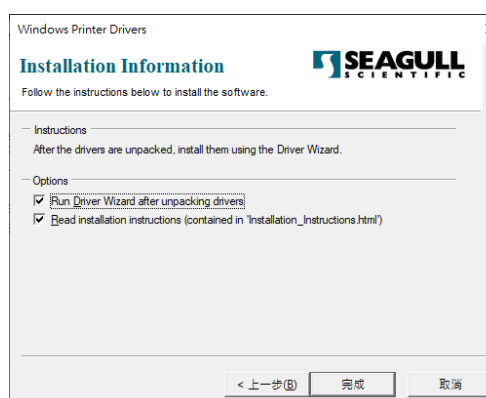 Windows Printer Drivers
Installation Information
SEAGULL
SCIENTIFIC
Follow the instructions below to install the software.
Instructions
After the drivers are unpacked, install them using the Driver Wizard.
Options
Run Driver Wizard after unpacking drivers
Read installation instructions (contained in 'Installation_Instructions.html')
< 上一步(B)
完成
取消